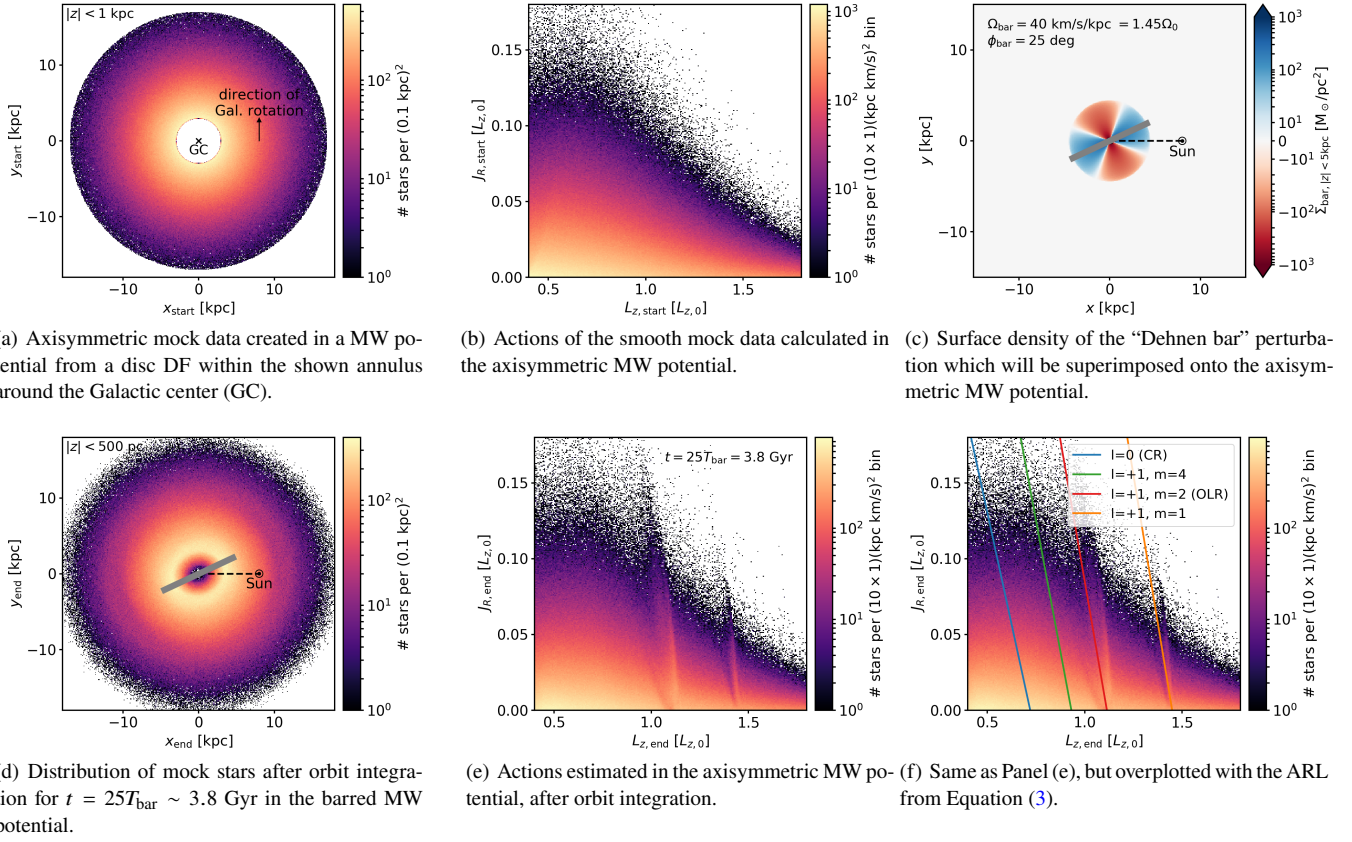 |z| < 1 kpc
direction of
Gal. rotation
GC
10
0
−10
y_start [kpc]
−10
0
10
x_start [kpc]
10^2
10^1
10^0
# stars per (0.1 kpc)^2
0.15
0.10
0.05
0.00
J_{R,start} [L_{z,0}]
0.5
1.0
1.5
L_{z,start} [L_{z,0}]
10^3
10^2
10^1
10^0
# stars per (10 × 1)(kpc km/s)^2 bin
Ω_bar = 40 km/s/kpc = 1.45Ω_0
ϕ_bar = 25 deg
Sun
10
0
−10
y [kpc]
−10
0
10
x [kpc]
10^3
10^2
10^1
0
−10^1
−10^2
−10^3
Σ_{bar, |z| < 5kpc} [M_⊙/pc^2]
a) Axisymmetric mock data created in a MW po-
ential from a disc DF within the shown annulus
around the Galactic center (GC).
(b) Actions of the smooth mock data calculated in
the axisymmetric MW potential.
(c) Surface density of the “Dehnen bar” perturba-
tion which will be superimposed onto the axisym-
metric MW potential.
|z| < 500 pc
Sun
10
0
−10
y_end [kpc]
−10
0
10
x_end [kpc]
10^2
10^1
10^0
# stars per (0.1 kpc)^2
t = 25T_bar = 3.8 Gyr
0.15
0.10
0.05
0.00
J_{R,end} [L_{z,0}]
0.5
1.0
1.5
L_{z,end} [L_{z,0}]
10^2
10^1
10^0
# stars per (10 × 1)(kpc km/s)^2 bin
l=0 (CR)
l=+1, m=4
l=+1, m=2 (OLR)
l=+1, m=1
0.15
0.10
0.05
0.00
J_{R,end} [L_{z,0}]
0.5
1.0
1.5
L_{z,end} [L_{z,0}]
10^2
10^1
10^0
# stars per (10 × 1)(kpc km/s)^2 bin
d) Distribution of mock stars after orbit integra-
tion for t = 25T_bar ∼ 3.8 Gyr in the barred MW
potential.
(e) Actions estimated in the axisymmetric MW po-
tential, after orbit integration.
(f) Same as Panel (e), but overplotted with the ARL
from Equation (3).